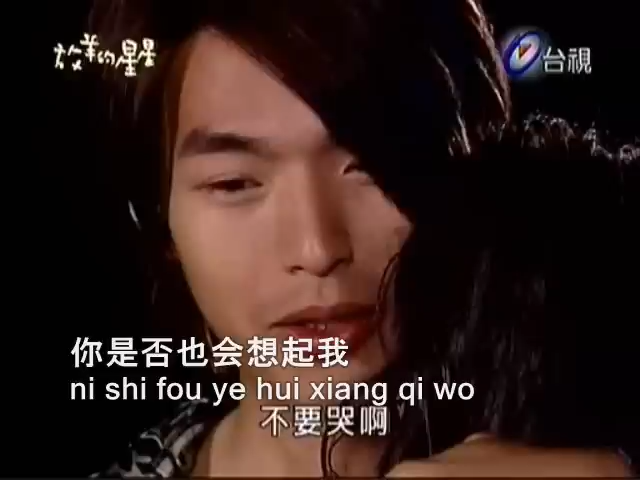 放羊的星星
台視
你是否也会想起我
ni shi fou ye hui xiang qi wo
不要哭啊